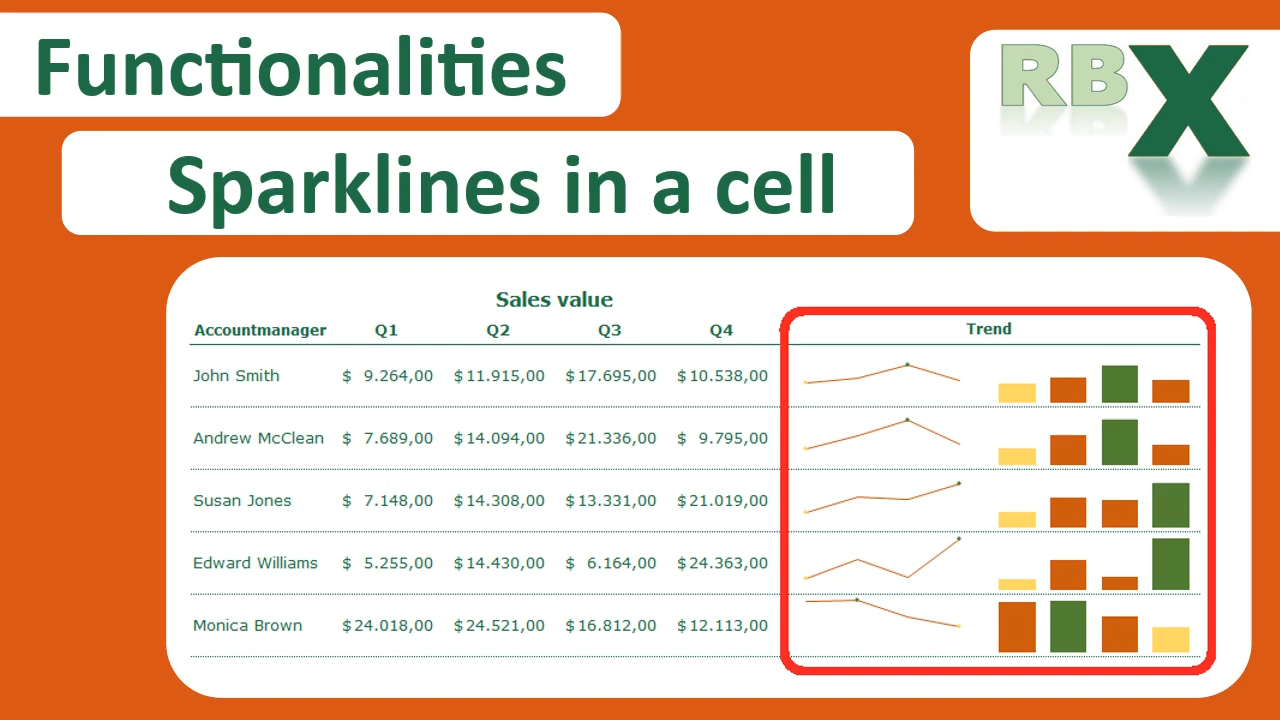 Functionalities
RBX
Sparklines in a cell
Sales value
Accountmanager Q1 Q2 Q3 Q4 Trend
John Smith $ 9.264,00 $11.915,00 $17.695,00 $10.538,00
Andrew McClean $ 7.689,00 $14.094,00 $21.336,00 $ 9.795,00
Susan Jones $ 7.148,00 $14.308,00 $13.331,00 $21.019,00
Edward Williams $ 5.255,00 $14.430,00 $ 6.164,00 $24.363,00
Monica Brown $24.018,00 $24.521,00 $16.812,00 $12.113,00